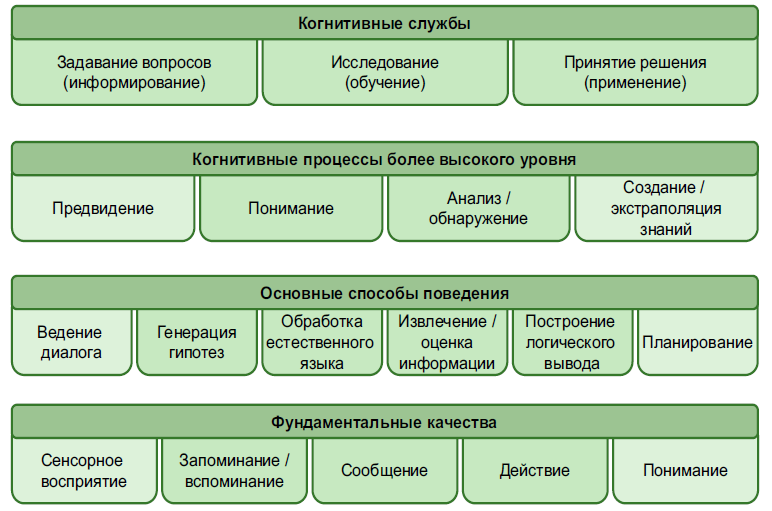 Когнитивные службы
Задавание вопросов
(информирование)
Исследование
(обучение)
Принятие решения
(применение)
Когнитивные процессы более высокого уровня
Предвидение
Понимание
Анализ /
обнаружение
Создание /
экстраполяция
знаний
Основные способы поведения
Ведение
диалога
Генерация
гипотез
Обработка
естественного
языка
Извлечение /
оценка
информации
Построение
логического
вывода
Планирование
Фундаментальные качества
Сенсорное
восприятие
Запоминание /
вспоминание
Сообщение
Действие
Понимание